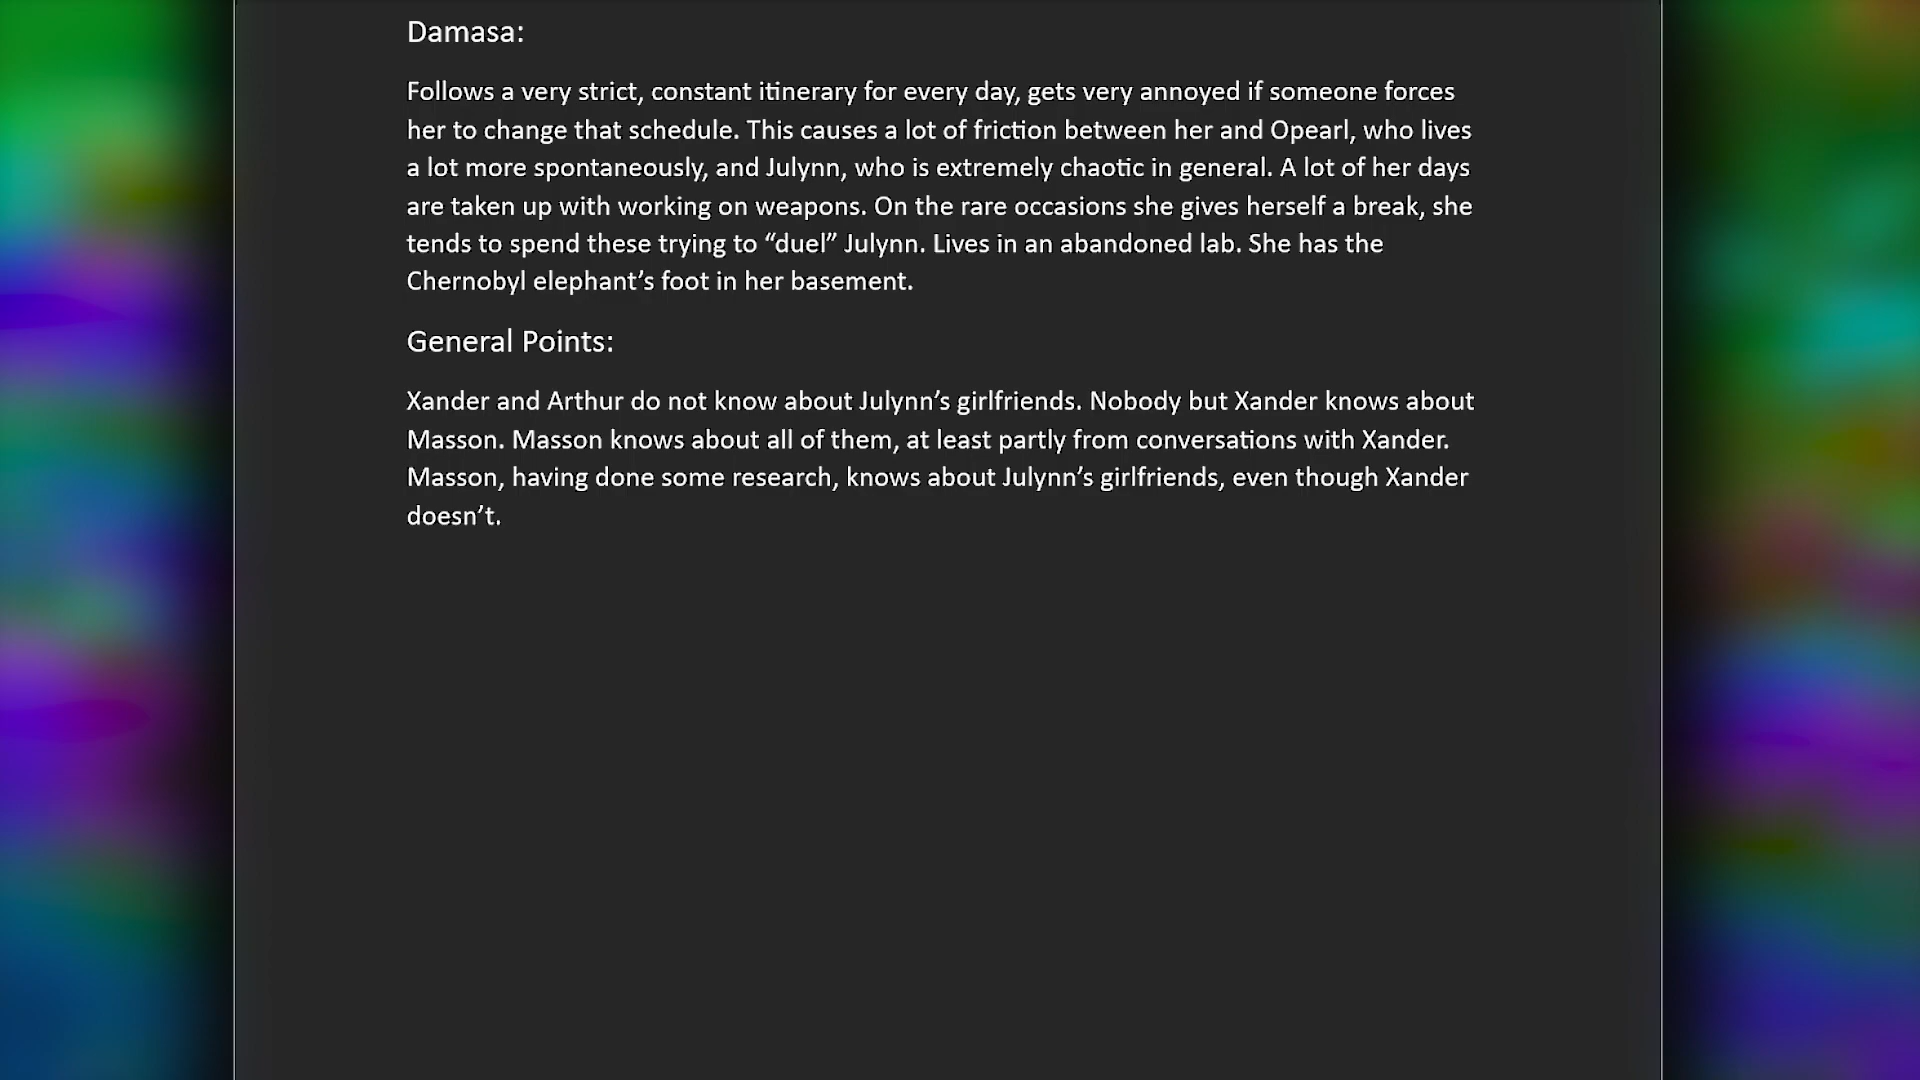 Damasa:
Follows a very strict, constant itinerary for every day, gets very annoyed if someone forces
her to change that schedule. This causes a lot of friction between her and Opearl, who lives
a lot more spontaneously, and Julynn, who is extremely chaotic in general. A lot of her days
are taken up with working on weapons. On the rare occasions she gives herself a break, she
tends to spend these trying to “duel” Julynn. Lives in an abandoned lab. She has the
Chernobyl elephant’s foot in her basement.
General Points:
Xander and Arthur do not know about Julynn’s girlfriends. Nobody but Xander knows about
Masson. Masson knows about all of them, at least partly from conversations with Xander.
Masson, having done some research, knows about Julynn’s girlfriends, even though Xander
doesn’t.